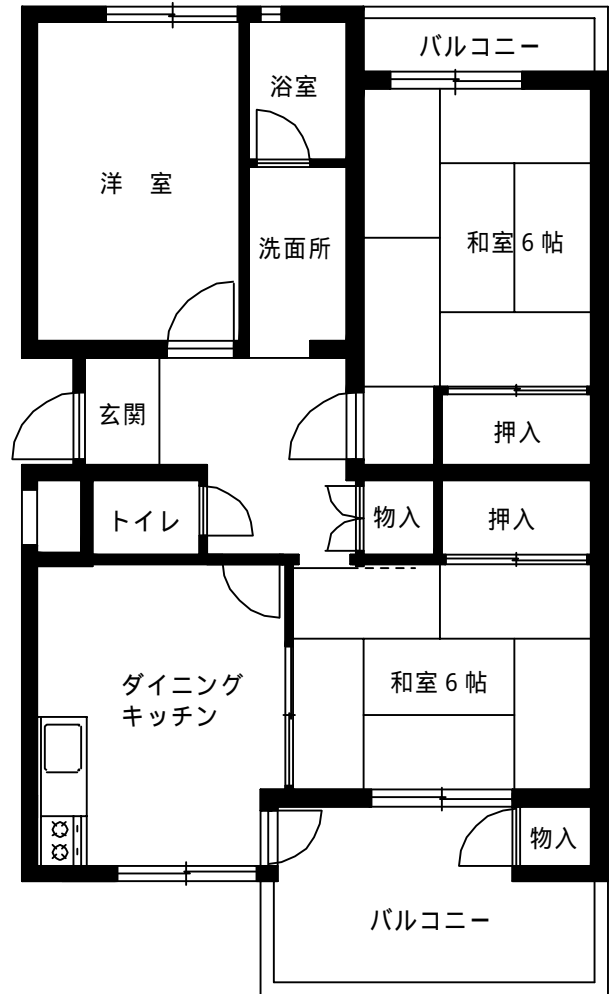 バルコニー
浴室
洋 室
和室6帖
洗面所
玄関
押入
トイレ
物入
押入
ダイニング
キッチン
和室6帖
物入
バルコニー